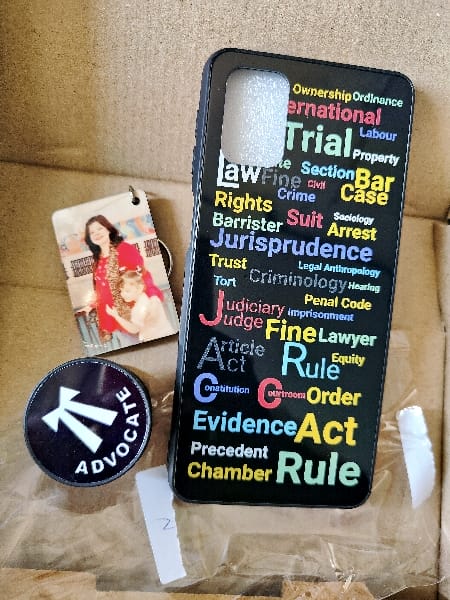 Ownership Ordinance
ernational
Trial Labour
Property
Law Fine Section Bar
Civil
Crime Case
Rights
Sociology
Barrister Suit Arrest
Jurisprudence
Trust Legal Anthropology
Criminology Hearing
Tort Penal Code
Judiciary Imprisonment
Judge Fine Lawyer
Article
Act Rule Equity
Constitution Courtroom Order
Evidence Act
Precedent
Chamber Rule
ADVOCATE
2